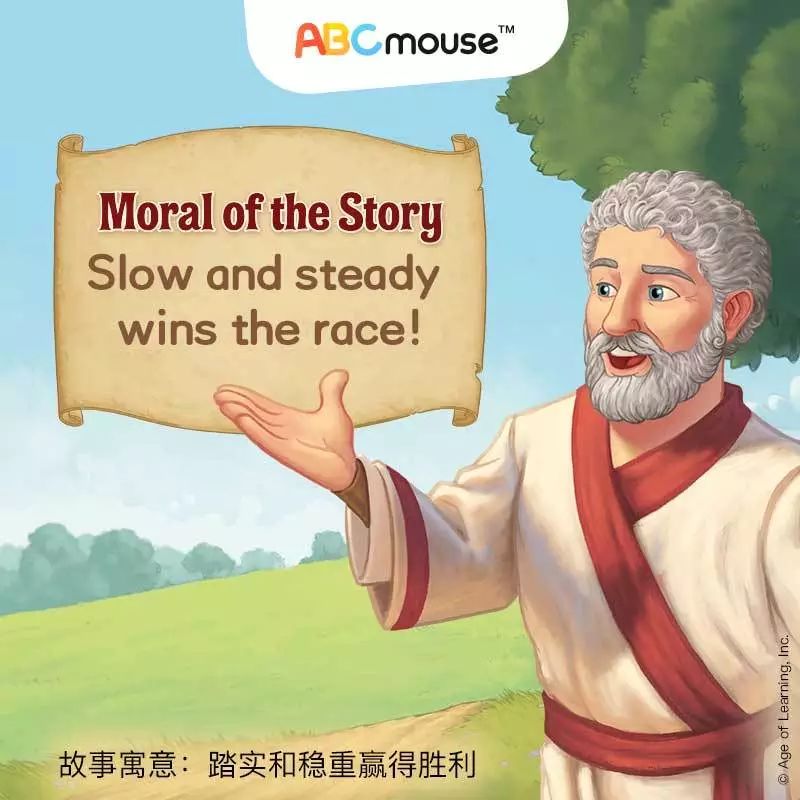 ABCmouse™
Moral of the Story
Slow and steady
wins the race!
故事寓意：踏实和稳重赢得胜利
© Age of Learning, Inc.